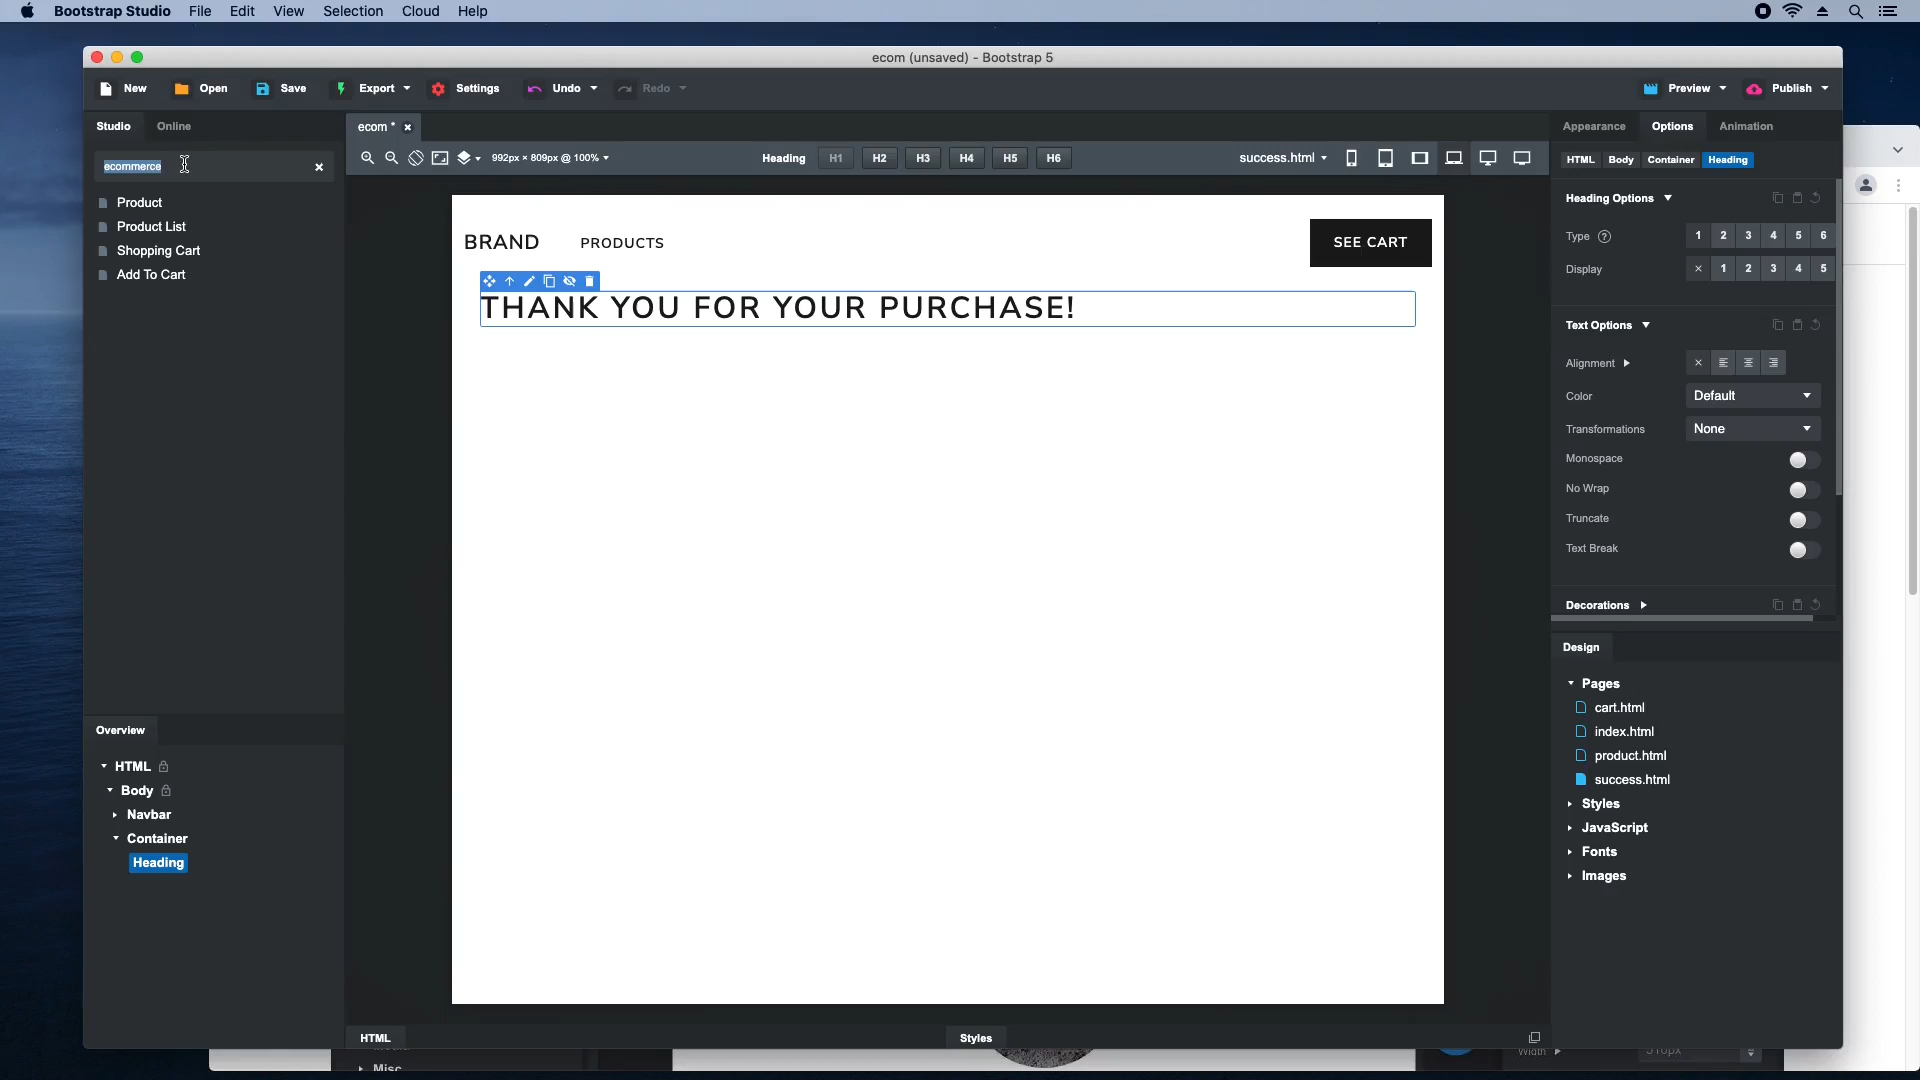 Bootstrap Studio File Edit View Selection Cloud Help
ecom (unsaved) - Bootstrap 5
New Open Save Export Settings Undo Redo Preview Publish
Studio Online
ecommerce
Product
Product List
Shopping Cart
Add To Cart
Overview
HTML
Body
Navbar
Container
Heading
ecom *
992px × 809px @ 100% Heading H1 H2 H3 H4 H5 H6 success.html
BRAND PRODUCTS SEE CART
THANK YOU FOR YOUR PURCHASE!
HTML Styles
Appearance Options Animation
HTML Body Container Heading
Heading Options
Type ? 1 2 3 4 5 6
Display × 1 2 3 4 5
Text Options
Alignment ×
Color Default
Transformations None
Monospace
No Wrap
Truncate
Text Break
Decorations
Design
Pages
cart.html
index.html
product.html
success.html
Styles
JavaScript
Fonts
Images
Misc
Width